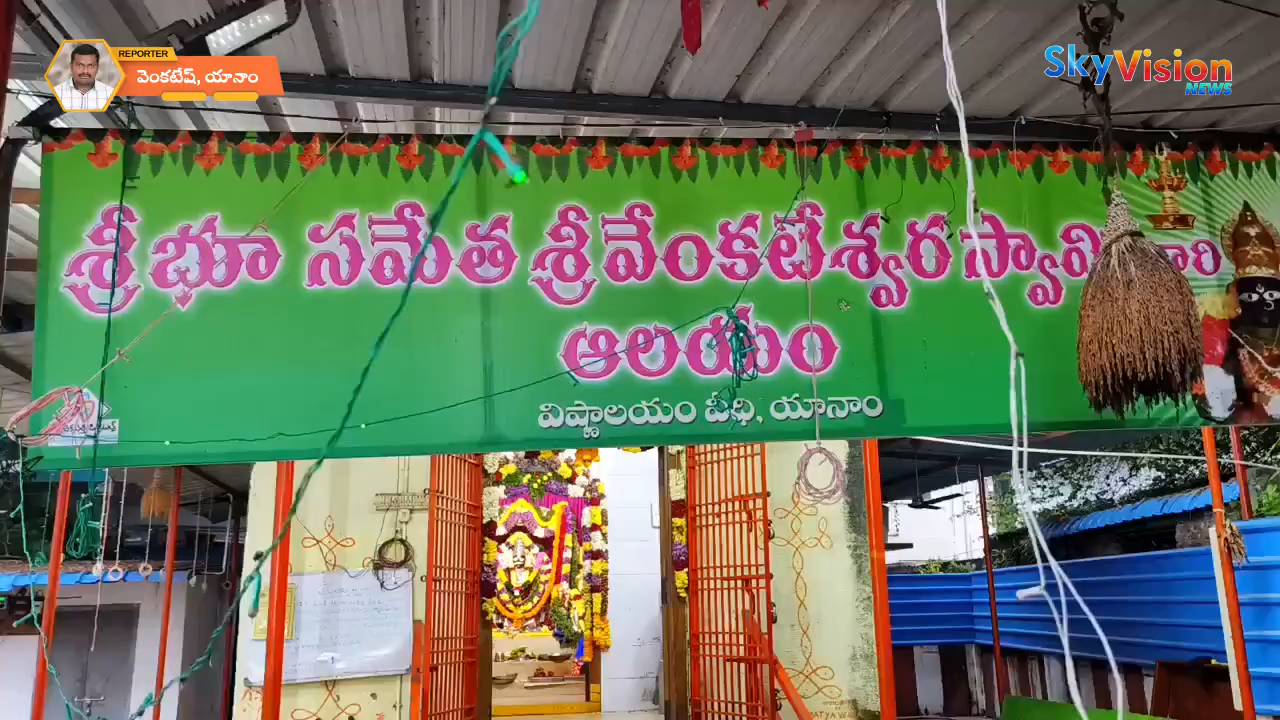 REPORTER
వెంకటేష్, యానాం
SkyVision
NEWS
శ్రీ భూ సమేత శ్రీ వేంకటేశ్వర స్వామి వారి
ఆలయం
విష్ణాలయం వీధి, యానాం